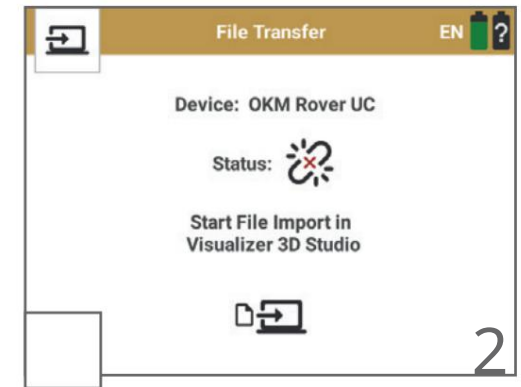 File Transfer EN ?
Device: OKM Rover UC
Status:
Start File Import in
Visualizer 3D Studio
2